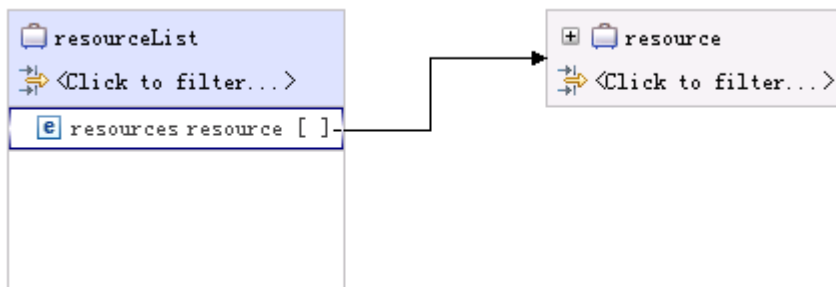 resourceList
<Click to filter...>
e resources resource [ ]
resource
<Click to filter...>